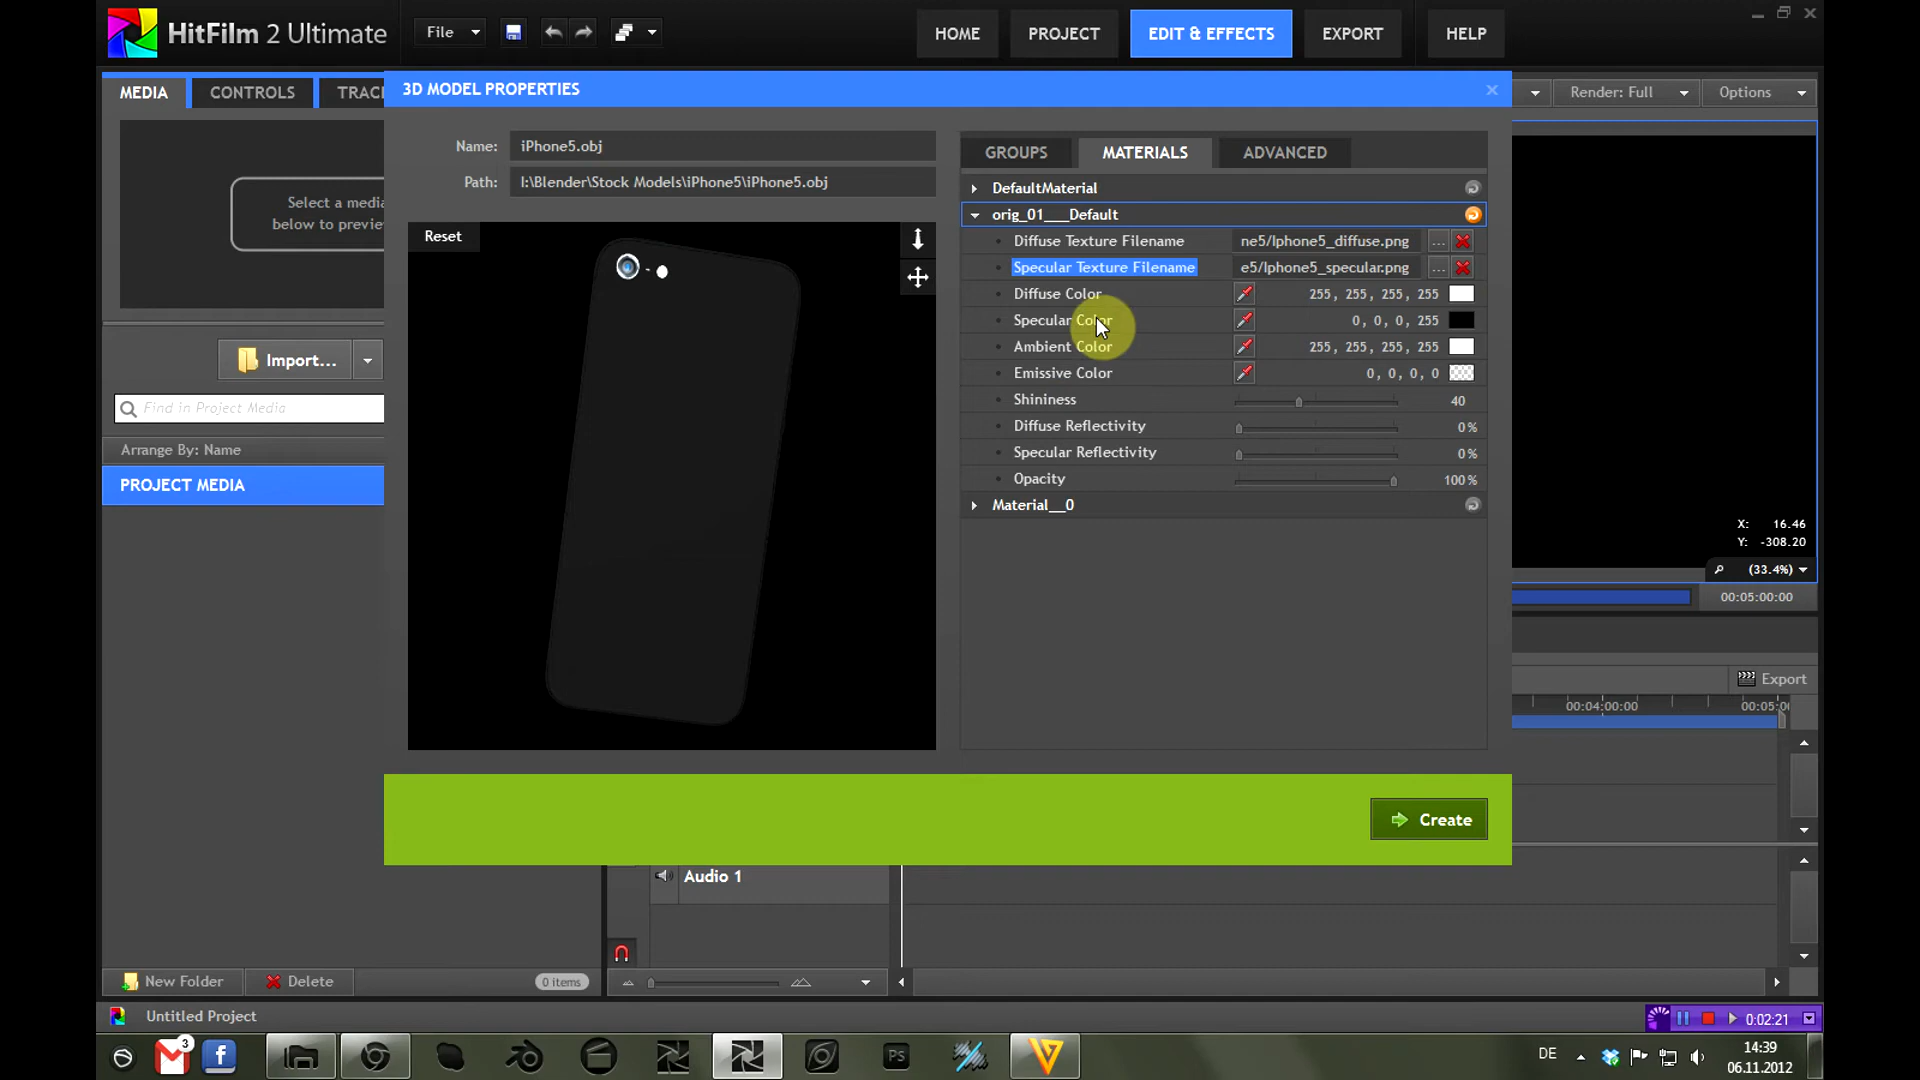 HitFilm 2 Ultimate
File
HOME
PROJECT
EDIT & EFFECTS
EXPORT
HELP
MEDIA
CONTROLS
TRAC
3D MODEL PROPERTIES
Render: Full
Options
Name:
iPhone5.obj
Path:
I:\Blender\Stock Models\iPhone5\iPhone5.obj
GROUPS
MATERIALS
ADVANCED
Select a media
below to preview
Reset
DefaultMaterial
orig_01___Default
Diffuse Texture Filename
ne5/Iphone5_diffuse.png
...
Specular Texture Filename
e5/Iphone5_specular.png
...
Diffuse Color
255, 255, 255, 255
Specular Color
0, 0, 0, 255
Ambient Color
255, 255, 255, 255
Emissive Color
0, 0, 0, 0
Shininess
40
Diffuse Reflectivity
0%
Specular Reflectivity
0%
Opacity
100%
Material__0
Import...
Find in Project Media
Arrange By: Name
PROJECT MEDIA
X: 16.46
Y: -308.20
(33.4%)
00:05:00:00
Export
00:04:00:00
00:05:0
Create
Audio 1
New Folder
Delete
0 items
Untitled Project
0:02:21
3
Ps
DE
14:39
06.11.2012